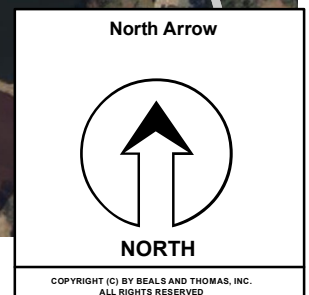 North Arrow
NORTH
COPYRIGHT (C) BY BEALS AND THOMAS, INC.
ALL RIGHTS RESERVED